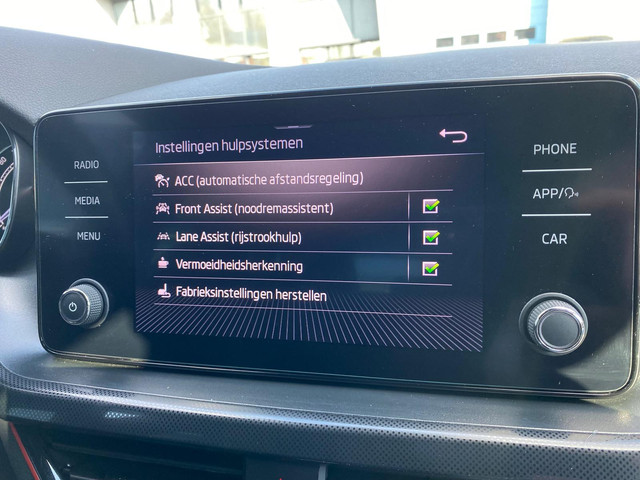 Instellingen hulpsystemen
RADIO
MEDIA
MENU
ACC (automatische afstandsregeling)
Front Assist (noodremassistent)
Lane Assist (rijstrookhulp)
Vermoeidheidsherkenning
Fabrieksinstellingen herstellen
PHONE
APP/
CAR